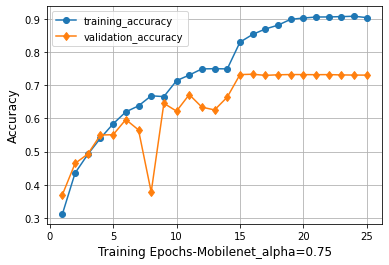 training_accuracy
validation_accuracy
Accuracy
0.9
0.8
0.7
0.6
0.5
0.4
0.3
0 5 10 15 20 25
Training Epochs-Mobilenet_alpha=0.75